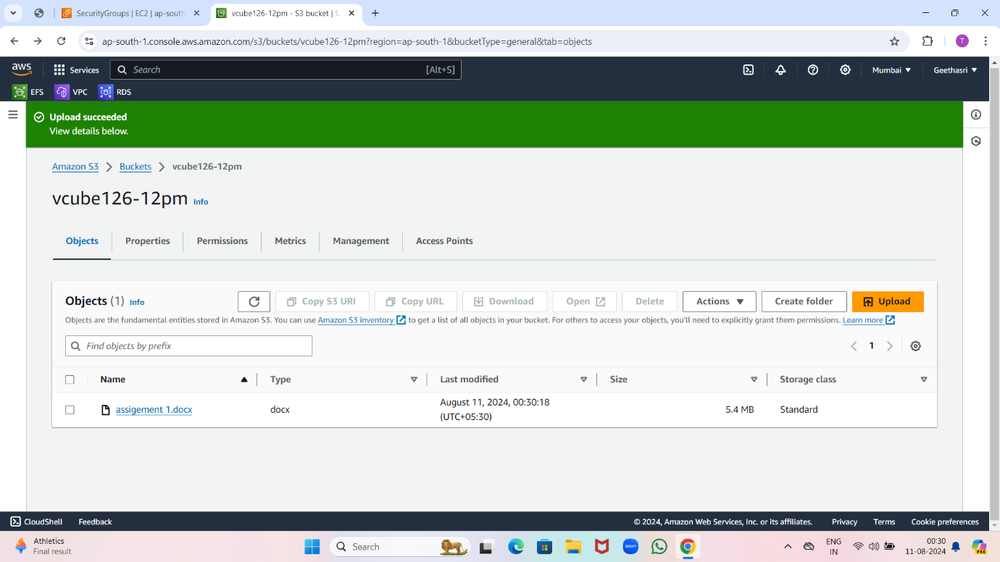 SecurityGroups | EC2 | ap-south
vcube126-12pm - S3 bucket | S
ap-south-1.console.aws.amazon.com/s3/buckets/vcube126-12pm?region=ap-south-1&bucketType=general&tab=objects
T
aws
Services
Search
[Alt+S]
Mumbai
Geethasri
EFS
VPC
RDS
Upload succeeded
View details below.
Amazon S3
Buckets
vcube126-12pm
vcube126-12pm Info
Objects
Properties
Permissions
Metrics
Management
Access Points
Objects (1) Info
Copy S3 URI
Copy URL
Download
Open
Delete
Actions
Create folder
Upload
Objects are the fundamental entities stored in Amazon S3. You can use Amazon S3 inventory to get a list of all objects in your bucket. For others to access your objects, you'll need to explicitly grant them permissions. Learn more
Find objects by prefix
1
Name
Type
Last modified
Size
Storage class
assigement 1.docx
docx
August 11, 2024, 00:30:18
(UTC+05:30)
5.4 MB
Standard
CloudShell
Feedback
© 2024, Amazon Web Services, Inc. or its affiliates.
Privacy
Terms
Cookie preferences
Athletics
Final result
Search
zoom
ENG
IN
00:30
11-08-2024
PRE